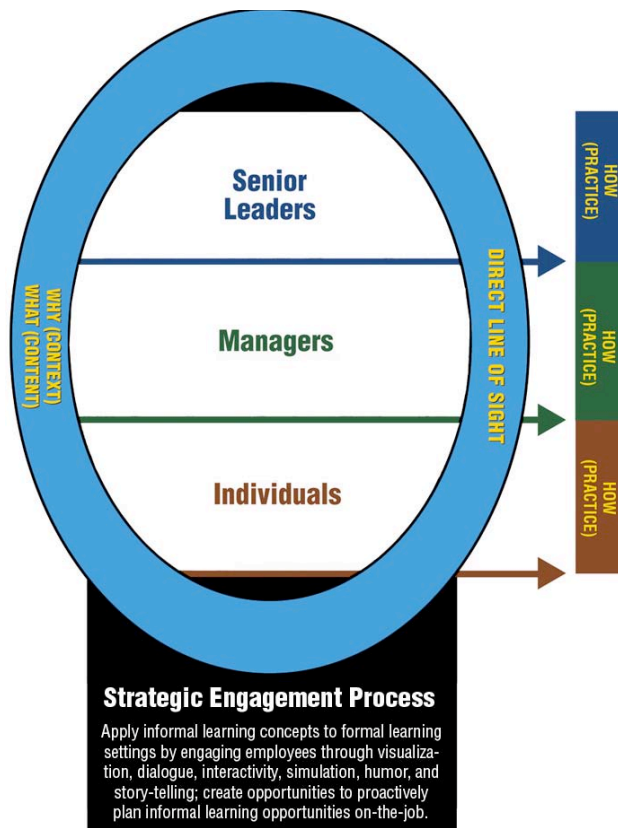 Senior
Leaders
Managers
Individuals
WHY (CONTEXT)
WHAT (CONTENT)
DIRECT LINE OF SIGHT
HOW
(PRACTICE)
HOW
(PRACTICE)
HOW
(PRACTICE)
Strategic Engagement Process
Apply informal learning concepts to formal learning
settings by engaging employees through visualiza-
tion, dialogue, interactivity, simulation, humor, and
story-telling; create opportunities to proactively
plan informal learning opportunities on-the-job.